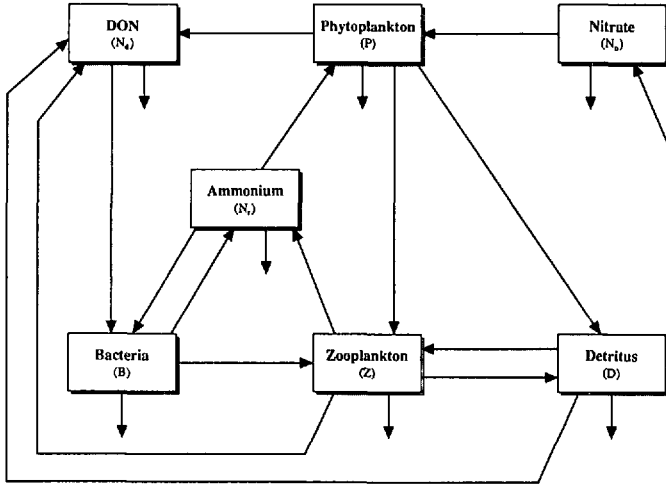 DON
(N_d)
Phytoplankton
(P)
Nitrate
(N_n)
Ammonium
(N_r)
Bacteria
(B)
Zooplankton
(Z)
Detritus
(D)